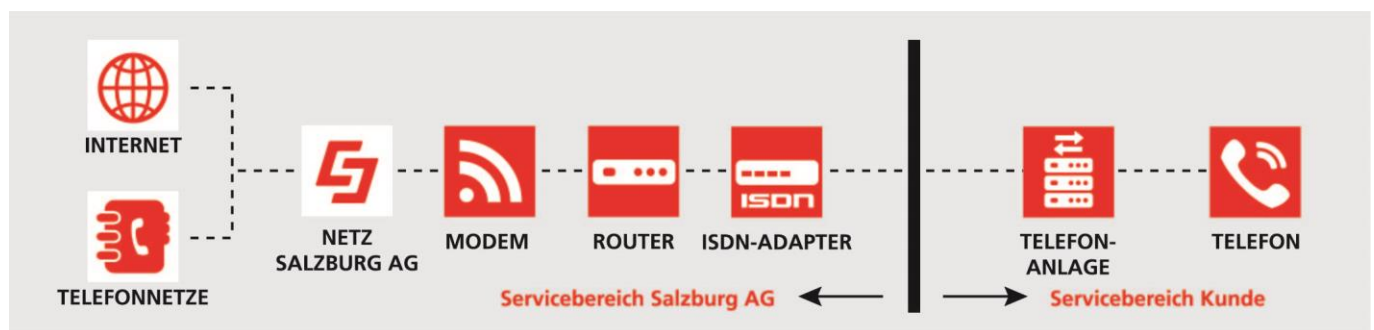 INTERNET
TELEFONNETZE
NETZ
SALZBURG AG
MODEM
ROUTER
ISDN
ISDN-ADAPTER
TELEFON-
ANLAGE
TELEFON
Servicebereich Salzburg AG
Servicebereich Kunde